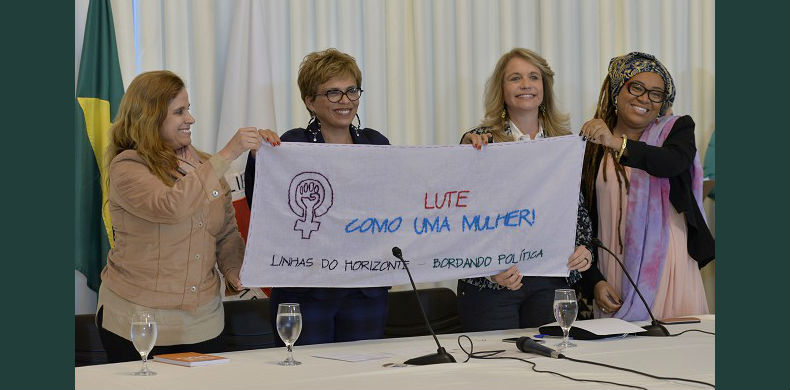 LUTE
COMO UMA MULHER!
LINHAS DO HORIZONTE - BORDANDO POLÍTICA